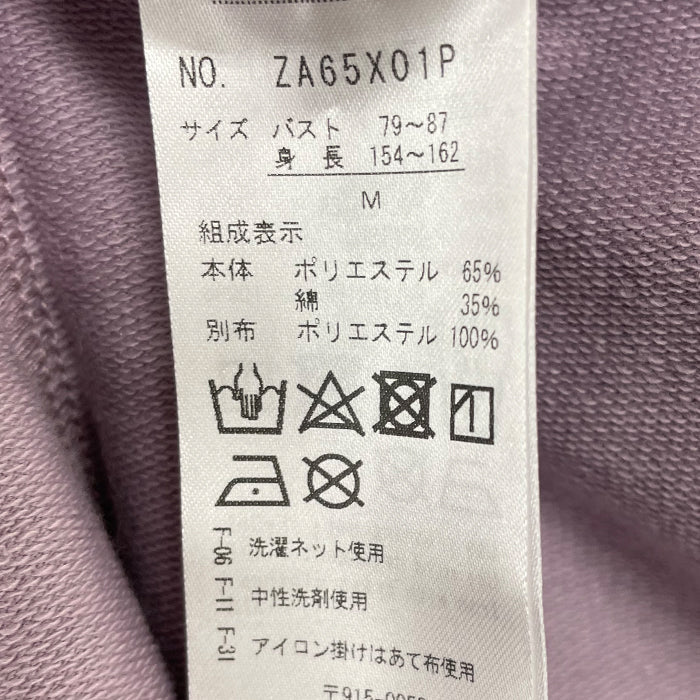 NO. ZA65X01P
サイズ バスト 79～87
身長 154～162
M
組成表示
本体 ポリエステル 65%
綿 35%
別布 ポリエステル 100%
F-06 洗濯ネット使用
F-11 中性洗剤使用
F-31 アイロン掛けはあて布使用